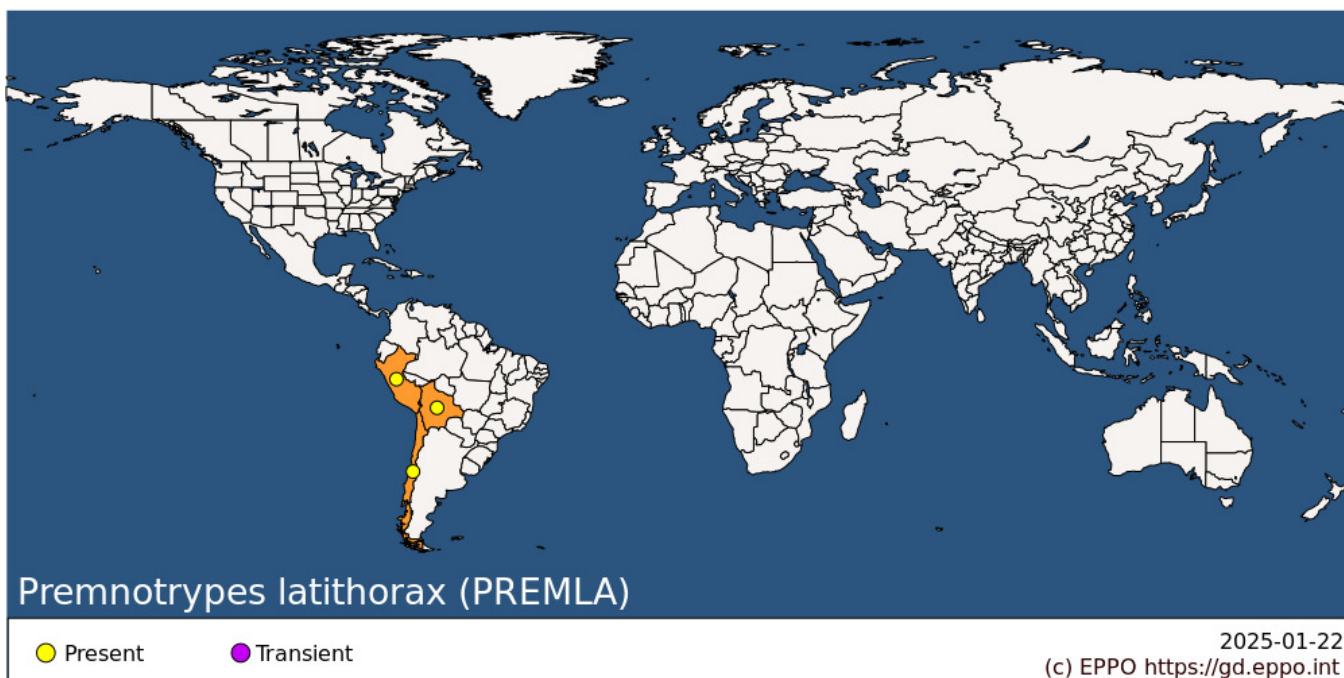 Premnotrypes latithorax (PREMLA)
Present
Transient
2025-01-22
(c) EPPO https://gd.eppo.int